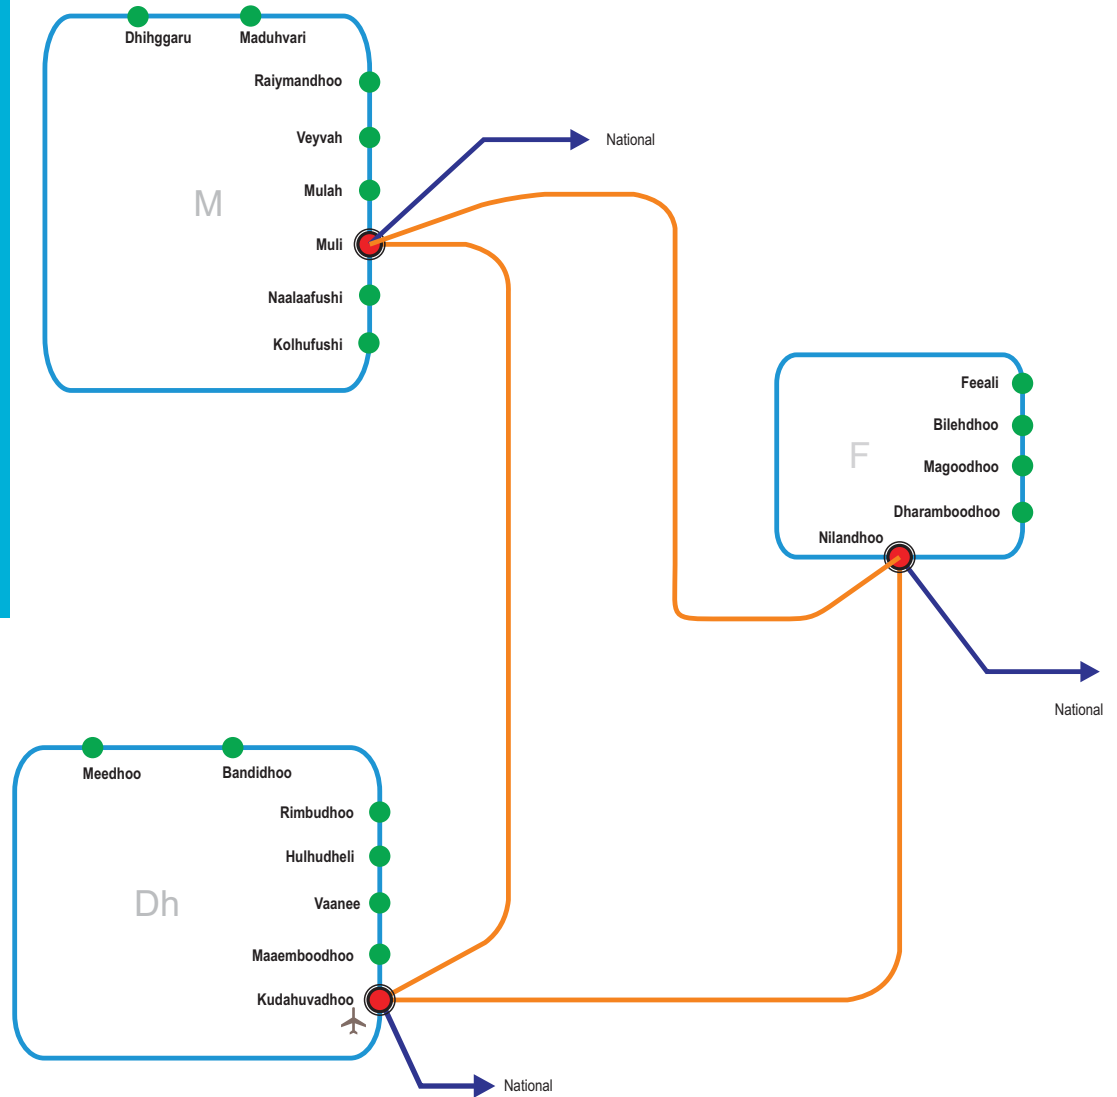 Dhihggaru
Maduhvari
Raiymandhoo
Veyvah
National
Mulah
M
Muli
Naalaafushi
Kolhufushi
Feeali
Bilehdhoo
F
Magoodhoo
Dharamboodhoo
Nilandhoo
National
Meedhoo
Bandidhoo
Rimbudhoo
Hulhudheli
Dh
Vaanee
Maaemboodhoo
Kudahuvadhoo
National